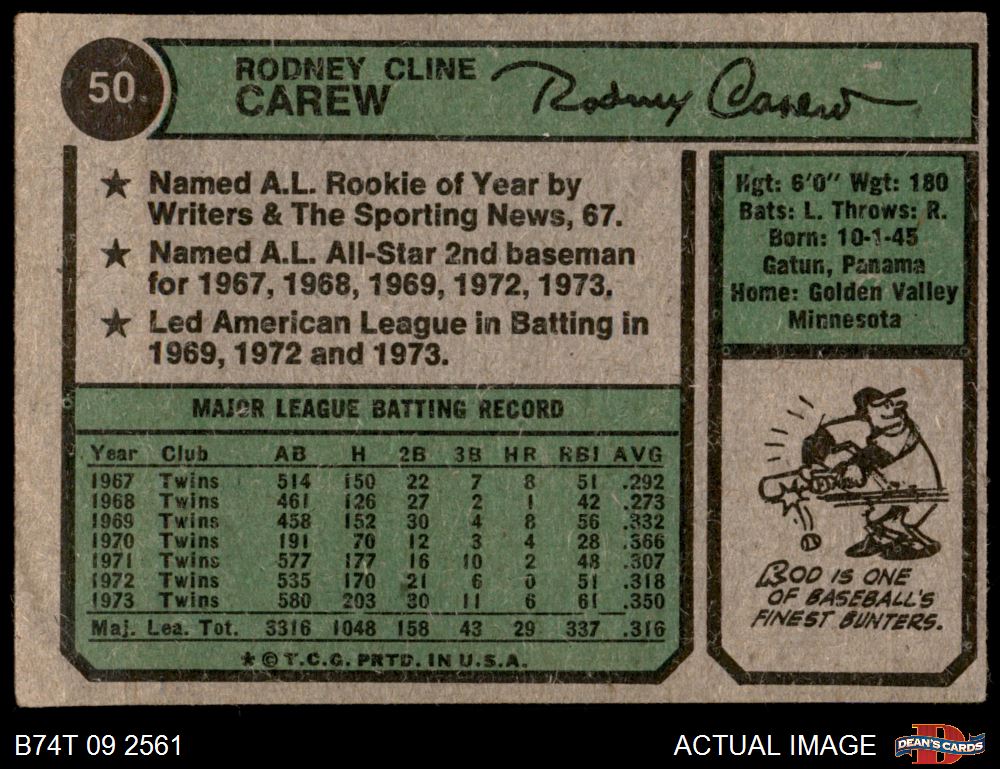 50
RODNEY CLINE
CAREW
Rodney Carew
★ Named A.L. Rookie of Year by
Writers & The Sporting News, 67.
★ Named A.L. All-Star 2nd baseman
for 1967, 1968, 1969, 1972, 1973.
★ Led American League in Batting in
1969, 1972 and 1973.
Hgt: 6'0" Wgt: 180
Bats: L. Throws: R.
Born: 10-1-45
Gatun, Panama
Home: Golden Valley
Minnesota
MAJOR LEAGUE BATTING RECORD
Year Club AB H 2B 3B HR RBI AVG
1967 Twins 514 150 22 7 8 51 .292
1968 Twins 461 126 27 2 1 42 .273
1969 Twins 458 152 30 4 8 56 .332
1970 Twins 191 70 12 3 4 28 .366
1971 Twins 577 177 16 10 2 48 .307
1972 Twins 535 170 21 6 0 51 .318
1973 Twins 580 203 30 11 6 61 .350
Maj. Lea. Tot. 3316 1048 158 43 29 337 .316
★ © T.C.G. PRTD. IN U.S.A.
ROD IS ONE
OF BASEBALL'S
FINEST BUNTERS.
B74T 09 2561
ACTUAL IMAGE
D
DEAN'S CARDS